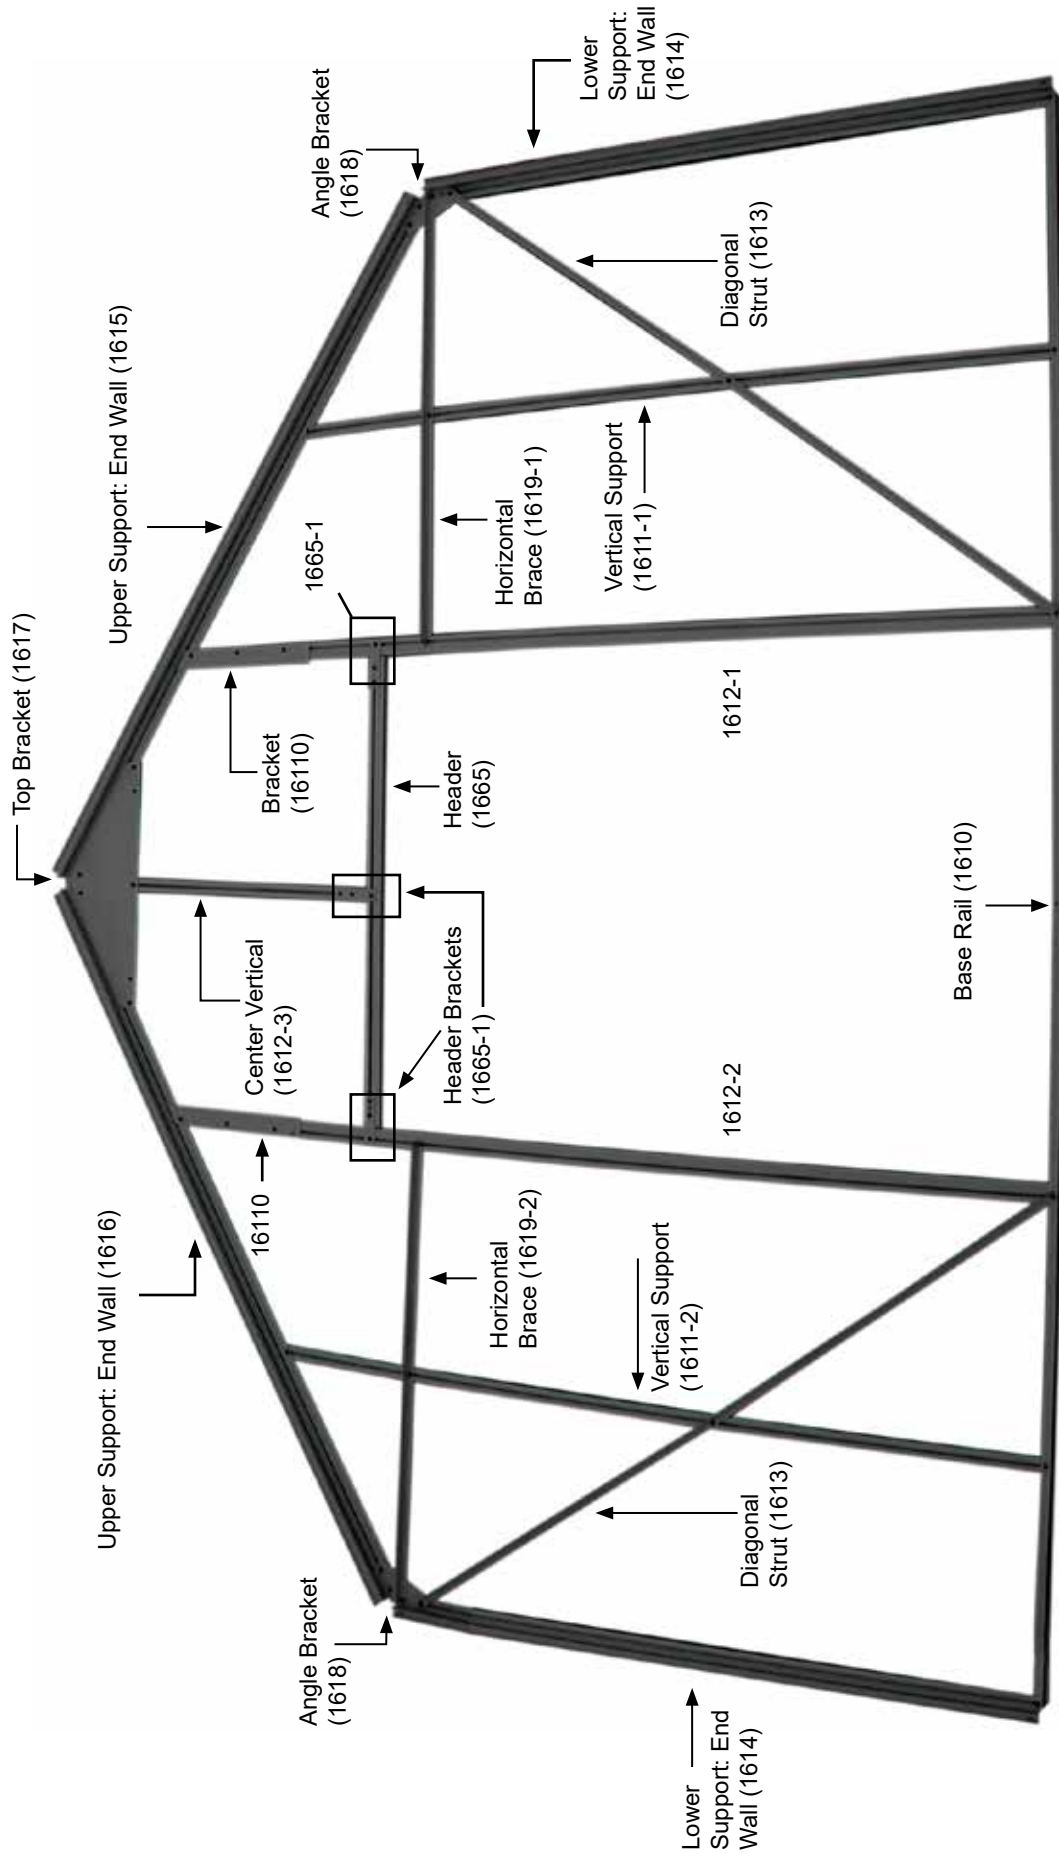 Top Bracket (1617)
Upper Support: End Wall (1616)
Upper Support: End Wall (1615)
Angle Bracket
(1618)
Angle Bracket
(1618)
16110
Center Vertical
(1612-3)
Bracket
(16110)
1665-1
Header Brackets
(1665-1)
Header
(1665)
Horizontal
Brace (1619-2)
Horizontal
Brace (1619-1)
Lower
Support:
End Wall
(1614)
Vertical Support
(1611-2)
Vertical Support
(1611-1)
Lower
Support: End
Wall (1614)
Diagonal
Strut (1613)
1612-2
1612-1
Diagonal
Strut (1613)
Base Rail (1610)